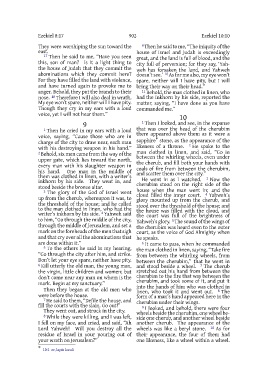 Ezekiel 8:17
902
Ezekiel 10:10
They were worshiping the sun toward the
east.
17 Then he said to me, "Have you seen
this, son of man? Is it a light thing to
the house of Judah that they commit the
abominations which they commit here?
For they have filled the land with violence,
and have turned again to provoke me to
anger. Behold, they put the branch to their
nose. 18 Therefore I will also deal in wrath.
My eye won't spare, neither will I have pity.
Though they cry in my ears with a loud
voice, yet I will not hear them."
9
1 Then he cried in my ears with a loud
voice, saying, "Cause those who are in
charge of the city to draw near, each man
with his destroying weapon in his hand."
2 Behold, six men came from the way of the
upper gate, which lies toward the north,
every man with his slaughter weapon in
his hand. One man in the middle of
them was clothed in linen, with a writer's
inkhorn by his side. They went in, and
stood beside the bronze altar.
3 The glory of the God of Israel went
up from the cherub, whereupon it was, to
the threshold of the house; and he called
to the man clothed in linen, who had the
writer's inkhorn by his side. 4 Yahweh said
to him, "Go through the middle of the city,
through the middle of Jerusalem, and set a
mark on the foreheads of the men that sigh
and that cry over all the abominations that
are done within it."
5 To the others he said in my hearing,
"Go through the city after him, and strike.
Don't let your eye spare, neither have pity.
6 Kill utterly the old man, the young man,
the virgin, little children and women; but
don't come near any man on whom is the
mark. Begin at my sanctuary."
Then they began at the old men who
were before the house.
7 He said to them, "Defile the house, and
fill the courts with the slain. Go out!"
They went out, and struck in the city.
8 While they were killing, and I was left,
I fell on my face, and cried, and said, "Ah
Lord Yahweh! Will you destroy all the
residue of Israel in your pouring out of
your wrath on Jerusalem?"
9 Then he said to me, "The iniquity of the
house of Israel and Judah is exceedingly
great, and the land is full of blood, and the
city full of perversion; for they say, 'Yah-
weh has forsaken the land, and Yahweh
doesn't see.' 10 As for me also, my eye won't
spare, neither will I have pity, but I will
bring their way on their head."
11 Behold, the man clothed in linen, who
had the inkhorn by his side, reported the
matter, saying, "I have done as you have
commanded me."
10
1 Then I looked, and see, in the expanse
that was over the head of the cherubim
there appeared above them as it were a
sapphire stone, as the appearance of the
likeness of a throne. 2 He spoke to the
man clothed in linen, and said, "Go in
between the whirling wheels, even under
the cherub, and fill both your hands with
coals of fire from between the cherubim,
and scatter them over the city."
He went in as I watched. 3 Now the
cherubim stood on the right side of the
house when the man went in; and the
cloud filled the inner court. 4 Yahweh's
glory mounted up from the cherub, and
stood over the threshold of the house; and
the house was filled with the cloud, and
the court was full of the brightness of
Yahweh's glory. 5 The sound of the wings of
the cherubim was heard even to the outer
court, as the voice of God Almighty when
he speaks.
6 It came to pass, when he commanded
the man clothed in linen, saying, "Take fire
from between the whirling wheels, from
between the cherubim," that he went in
and stood beside a wheel. 7 The cherub
stretched out his hand from between the
cherubim to the fire that was between the
cherubim, and took some of it, and put it
into the hands of him who was clothed in
linen, who took it and went out. 8 The
form of a man's hand appeared here in the
cherubim under their wings.
9 I looked, and behold, there were four
wheels beside the cherubim, one wheel be-
side one cherub, and another wheel beside
another cherub. The appearance of the
wheels was like a beryl stone. 10 As for
their appearance, the four of them had
one likeness, like a wheel within a wheel.